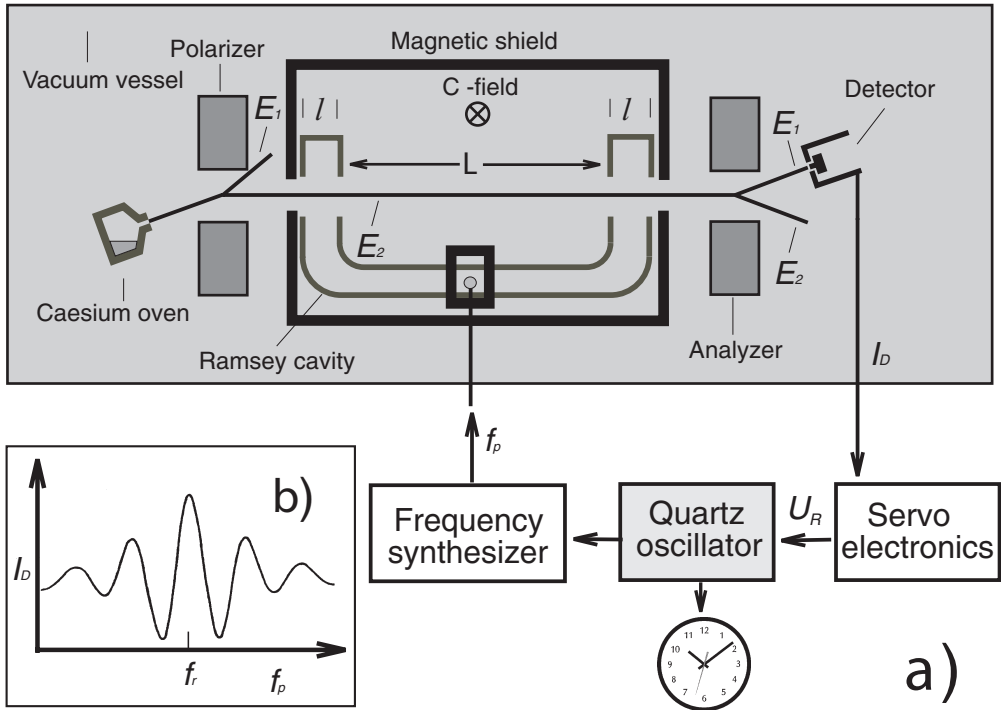 Magnetic shield
Polarizer
Vacuum vessel
C -field
Detector
E1
l
l
E1
L
E2
E2
Caesium oven
Ramsey cavity
Analyzer
ID
fp
b)
ID
fr
fp
Frequency
synthesizer
Quartz
oscillator
UR
Servo
electronics
12
1
2
3
4
5
6
7
8
9
10
11
a)